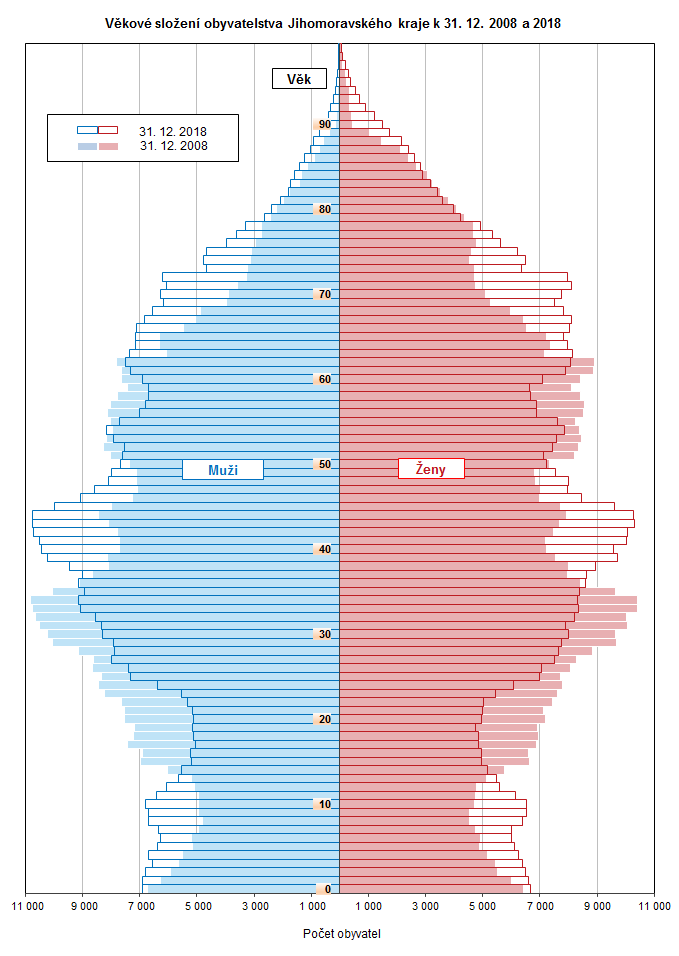 Věkové složení obyvatelstva Jihomoravského kraje k 31. 12. 2008 a 2018
Věk
31. 12. 2018
31. 12. 2008
90
80
70
60
50
Muži
Ženy
40
30
20
10
0
11 000 9 000 7 000 5 000 3 000 1 000 1 000 3 000 5 000 7 000 9 000 11 000
Počet obyvatel